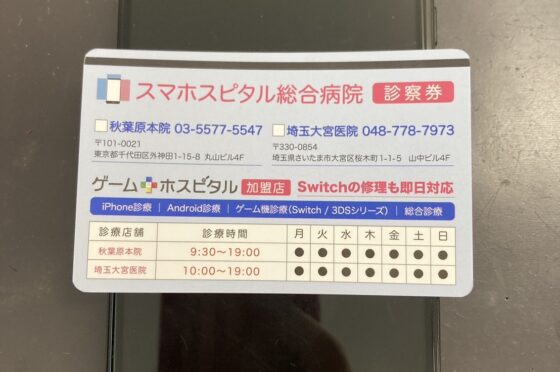 スマホスピタル総合病院 診察券
秋葉原本院 03-5577-5547
〒101-0021
東京都千代田区外神田1-15-8 丸山ビル4F
埼玉大宮医院 048-778-7973
〒330-0854
埼玉県さいたま市大宮区桜木町1-1-5 山中ビル4F
ゲームホスピタル 加盟店 Switchの修理も即日対応
iPhone診療 | Android診療 | ゲーム機診療(Switch / 3DSシリーズ) | 総合診療
診療店舗 診療時間 月 火 水 木 金 土 日
秋葉原本院 9:30〜19:00 ● ● ● ● ● ● ●
埼玉大宮医院 10:00〜19:00 ● ● ● ● ● ● ●